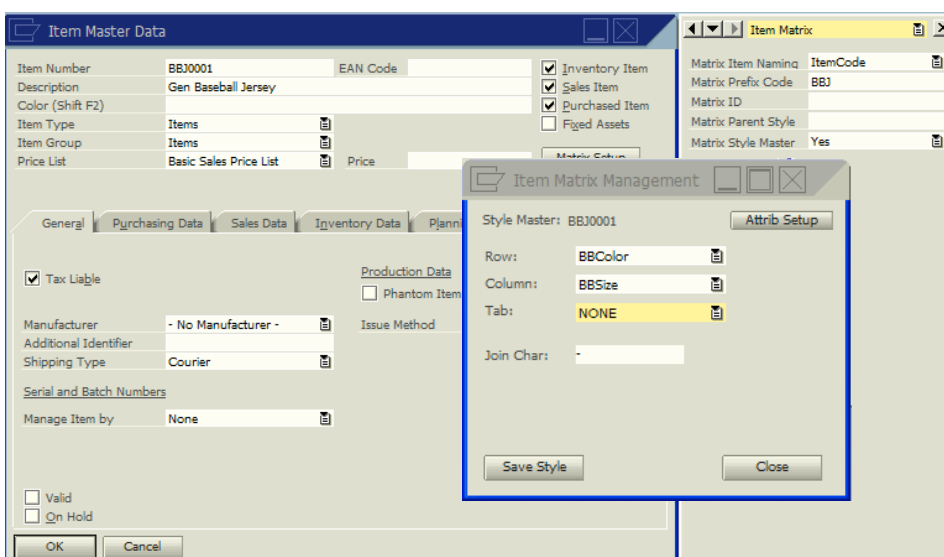 Item Master Data
Item Number BBJ0001 EAN Code
Description Gen Baseball Jersey
Color (Shift F2)
Item Type Items
Item Group Items
Price List Basic Sales Price List Price
Inventory Item
Sales Item
Purchased Item
Fixed Assets
Matrix Setup
General Purchasing Data Sales Data Inventory Data Planni
Tax Liable
Production Data
Phantom Item
Manufacturer - No Manufacturer - Issue Method
Additional Identifier
Shipping Type Courier
Serial and Batch Numbers
Manage Item by None
Valid
On Hold
OK Cancel
Item Matrix
Matrix Item Naming ItemCode
Matrix Prefix Code BBJ
Matrix ID
Matrix Parent Style
Matrix Style Master Yes
Item Matrix Management
Style Master: BBJ0001 Attrib Setup
Row: BBColor
Column: BBSize
Tab: NONE
Join Char: -
Save Style Close